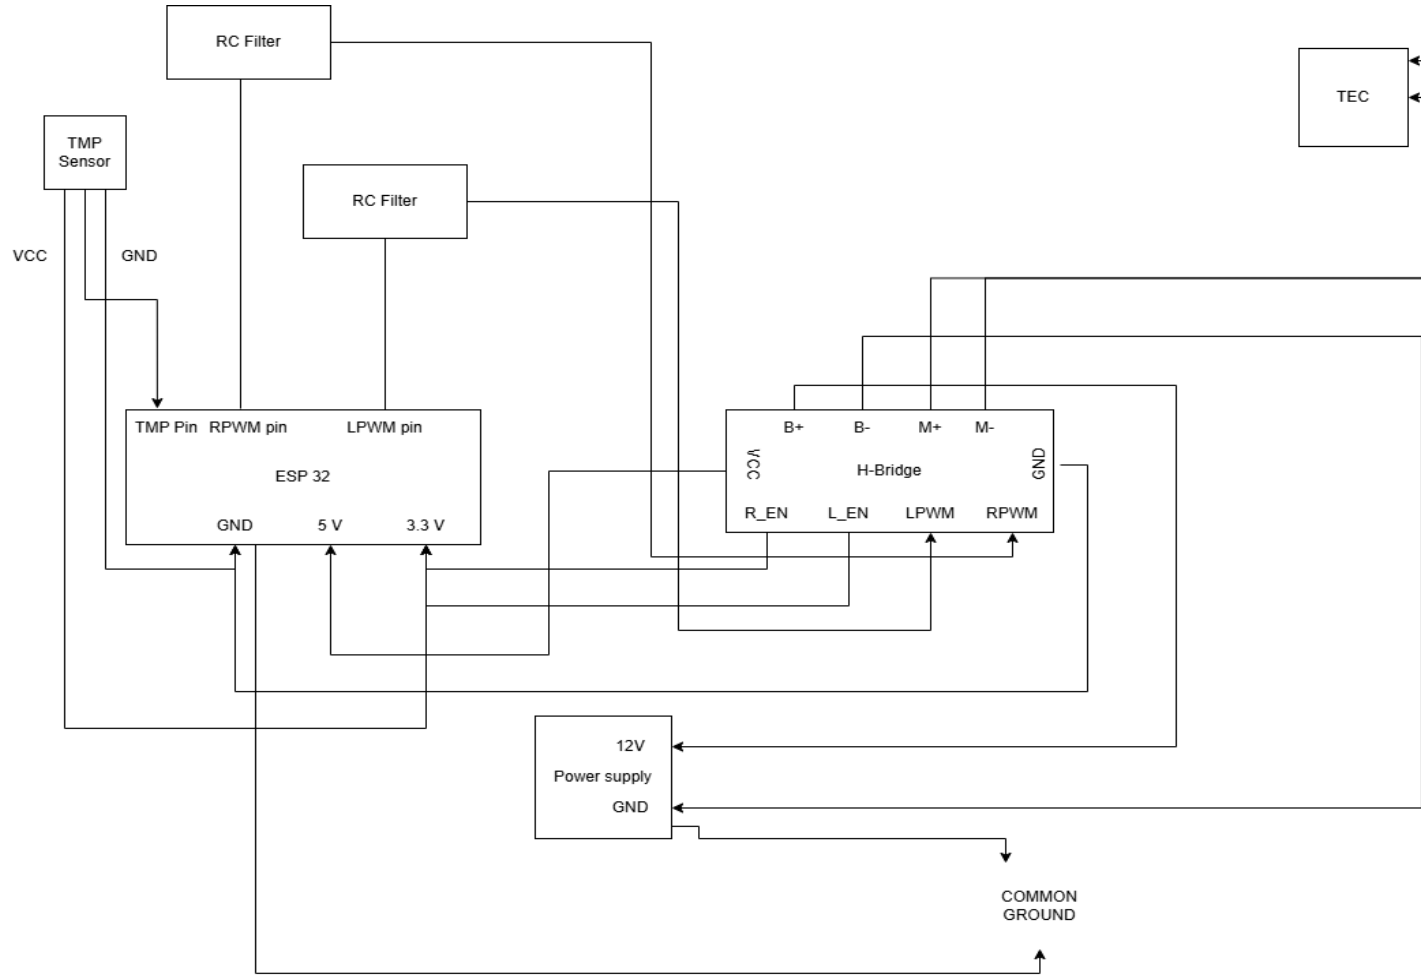 RC Filter
TEC
TMP
Sensor
RC Filter
VCC
GND
TMP Pin
RPWM pin
LPWM pin
ESP 32
GND
5 V
3.3 V
B+
B-
M+
M-
VCC
H-Bridge
GND
R_EN
L_EN
LPWM
RPWM
12V
Power supply
GND
COMMON
GROUND